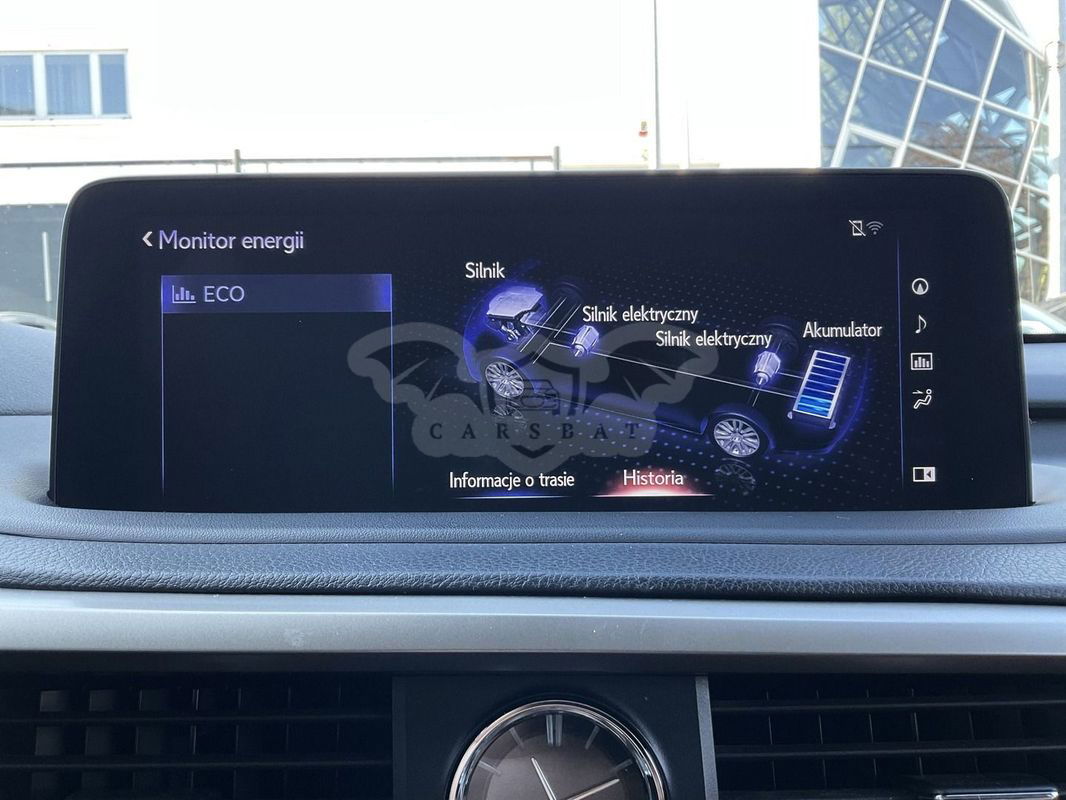 Monitor energii
ECO
Silnik
Silnik elektryczny
Silnik elektryczny
Akumulator
CARSBAT
Informacje o trasie
Historia